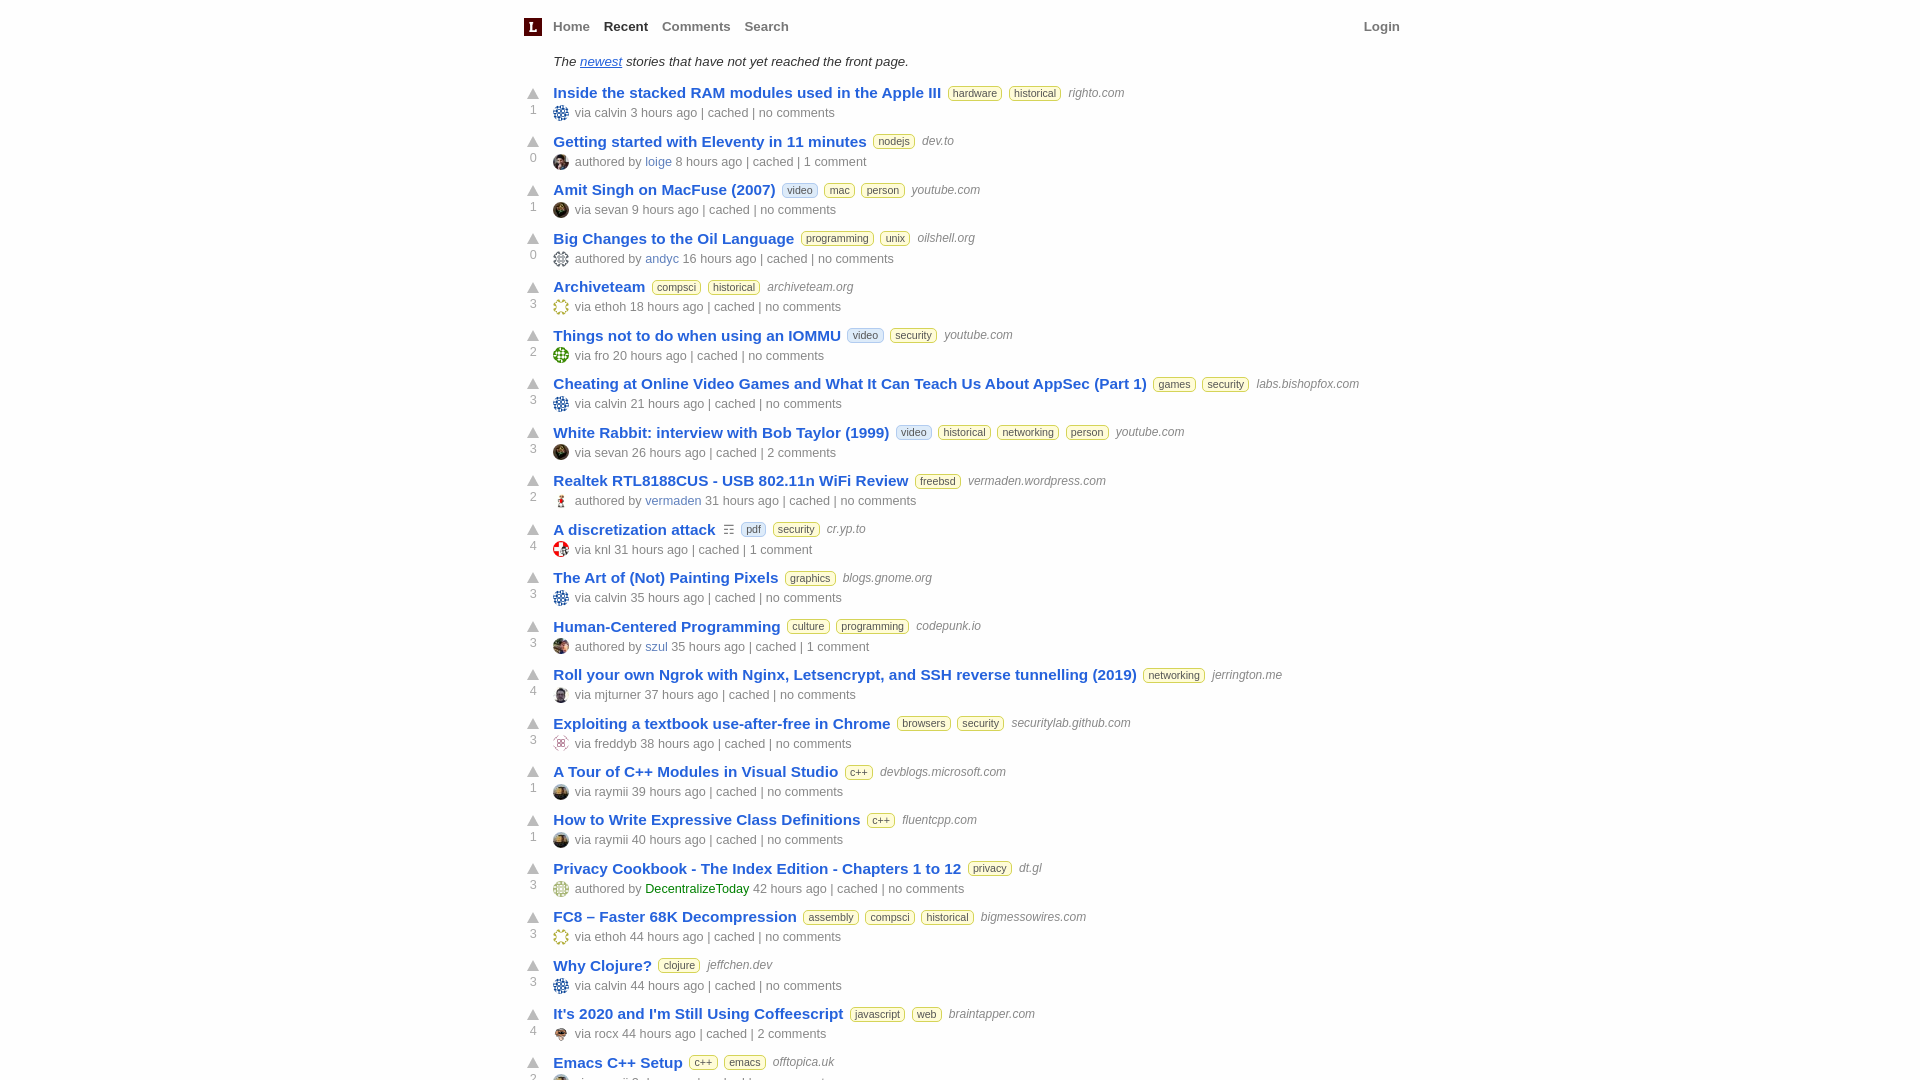 L Home Recent Comments Search Login
The newest stories that have not yet reached the front page.
Inside the stacked RAM modules used in the Apple III hardware historical righto.com
1 via calvin 3 hours ago | cached | no comments
Getting started with Eleventy in 11 minutes nodejs dev.to
0 authored by loige 8 hours ago | cached | 1 comment
Amit Singh on MacFuse (2007) video mac person youtube.com
1 via sevan 9 hours ago | cached | no comments
Big Changes to the Oil Language programming unix oilshell.org
0 authored by andyc 16 hours ago | cached | no comments
Archiveteam compsci historical archiveteam.org
3 via ethoh 18 hours ago | cached | no comments
Things not to do when using an IOMMU video security youtube.com
2 via fro 20 hours ago | cached | no comments
Cheating at Online Video Games and What It Can Teach Us About AppSec (Part 1) games security labs.bishopfox.com
3 via calvin 21 hours ago | cached | no comments
White Rabbit: interview with Bob Taylor (1999) video historical networking person youtube.com
3 via sevan 26 hours ago | cached | 2 comments
Realtek RTL8188CUS - USB 802.11n WiFi Review freebsd vermaden.wordpress.com
2 authored by vermaden 31 hours ago | cached | no comments
A discretization attack ☶ pdf security cr.yp.to
4 via knl 31 hours ago | cached | 1 comment
The Art of (Not) Painting Pixels graphics blogs.gnome.org
3 via calvin 35 hours ago | cached | no comments
Human-Centered Programming culture programming codepunk.io
3 authored by szul 35 hours ago | cached | 1 comment
Roll your own Ngrok with Nginx, Letsencrypt, and SSH reverse tunnelling (2019) networking jerrington.me
4 via mjturner 37 hours ago | cached | no comments
Exploiting a textbook use-after-free in Chrome browsers security securitylab.github.com
3 via freddyb 38 hours ago | cached | no comments
A Tour of C++ Modules in Visual Studio c++ devblogs.microsoft.com
1 via raymii 39 hours ago | cached | no comments
How to Write Expressive Class Definitions c++ fluentcpp.com
1 via raymii 40 hours ago | cached | no comments
Privacy Cookbook - The Index Edition - Chapters 1 to 12 privacy dt.gl
3 authored by DecentralizeToday 42 hours ago | cached | no comments
FC8 – Faster 68K Decompression assembly compsci historical bigmessowires.com
3 via ethoh 44 hours ago | cached | no comments
Why Clojure? clojure jeffchen.dev
3 via calvin 44 hours ago | cached | no comments
It's 2020 and I'm Still Using Coffeescript javascript web braintapper.com
4 via rocx 44 hours ago | cached | 2 comments
Emacs C++ Setup c++ emacs offtopica.uk